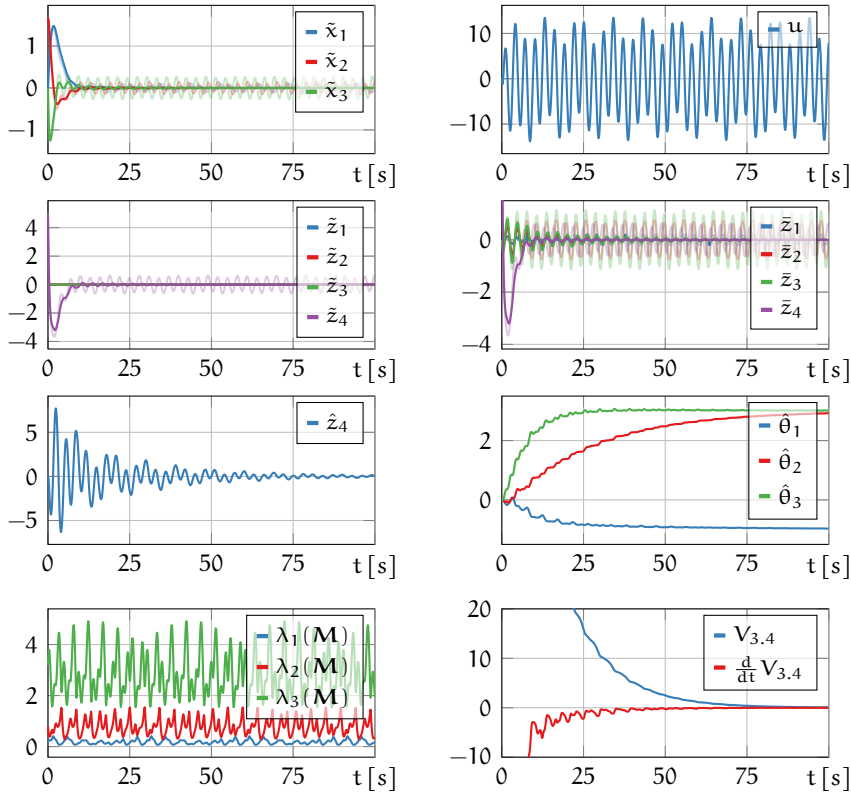 1
0
−1
x̃1
x̃2
x̃3
0 25 50 75 t [s]
10
0
−10
u
0 25 50 75 t [s]
4
2
0
−2
−4
z̃1
z̃2
z̃3
z̃4
0 25 50 75 t [s]
0
−2
−4
z̄1
z̄2
z̄3
z̄4
0 25 50 75 t [s]
5
0
−5
ẑ4
0 25 50 75 t [s]
2
0
θ̂1
θ̂2
θ̂3
0 25 50 75 t [s]
4
2
0
λ1(M)
λ2(M)
λ3(M)
0 25 50 75 t [s]
20
10
0
−10
V3.4
d/dt V3.4
0 25 50 75 t [s]